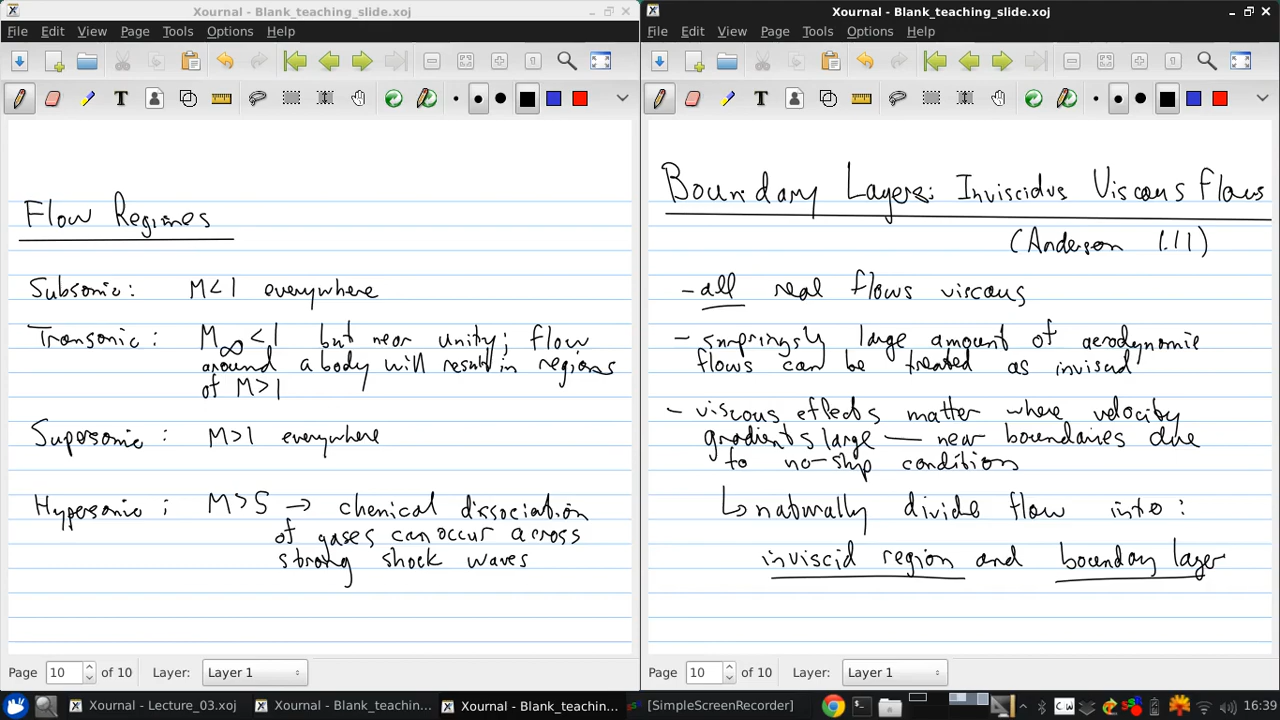 Xournal - Blank_teaching_slide.xoj
File Edit View Page Tools Options Help
Flow Regimes
Subsonic: M<1 everywhere
Transonic: M∞<1 but near unity; flow
around a body will result in regions
of M>1
Supersonic: M>1 everywhere
Hypersonic: M>5 → chemical dissociation
of gases can occur across
strong shock waves
Page 10 of 10 Layer: Layer 1
Xournal - Blank_teaching_slide.xoj
File Edit View Page Tools Options Help
Boundary Layers: Inviscid vs Viscous Flows
(Anderson 1.11)
- all real flows viscous
- surprisingly large amount of aerodynamic
flows can be treated as inviscid
- viscous effects matter where velocity
gradients large — near boundaries due
to no-slip conditions
↳ naturally divide flow into:
inviscid region and boundary layer
Page 10 of 10 Layer: Layer 1
Xournal - Lecture_03.xoj
Xournal - Blank_teachin...
Xournal - Blank_teachin...
[SimpleScreenRecorder]
16:39